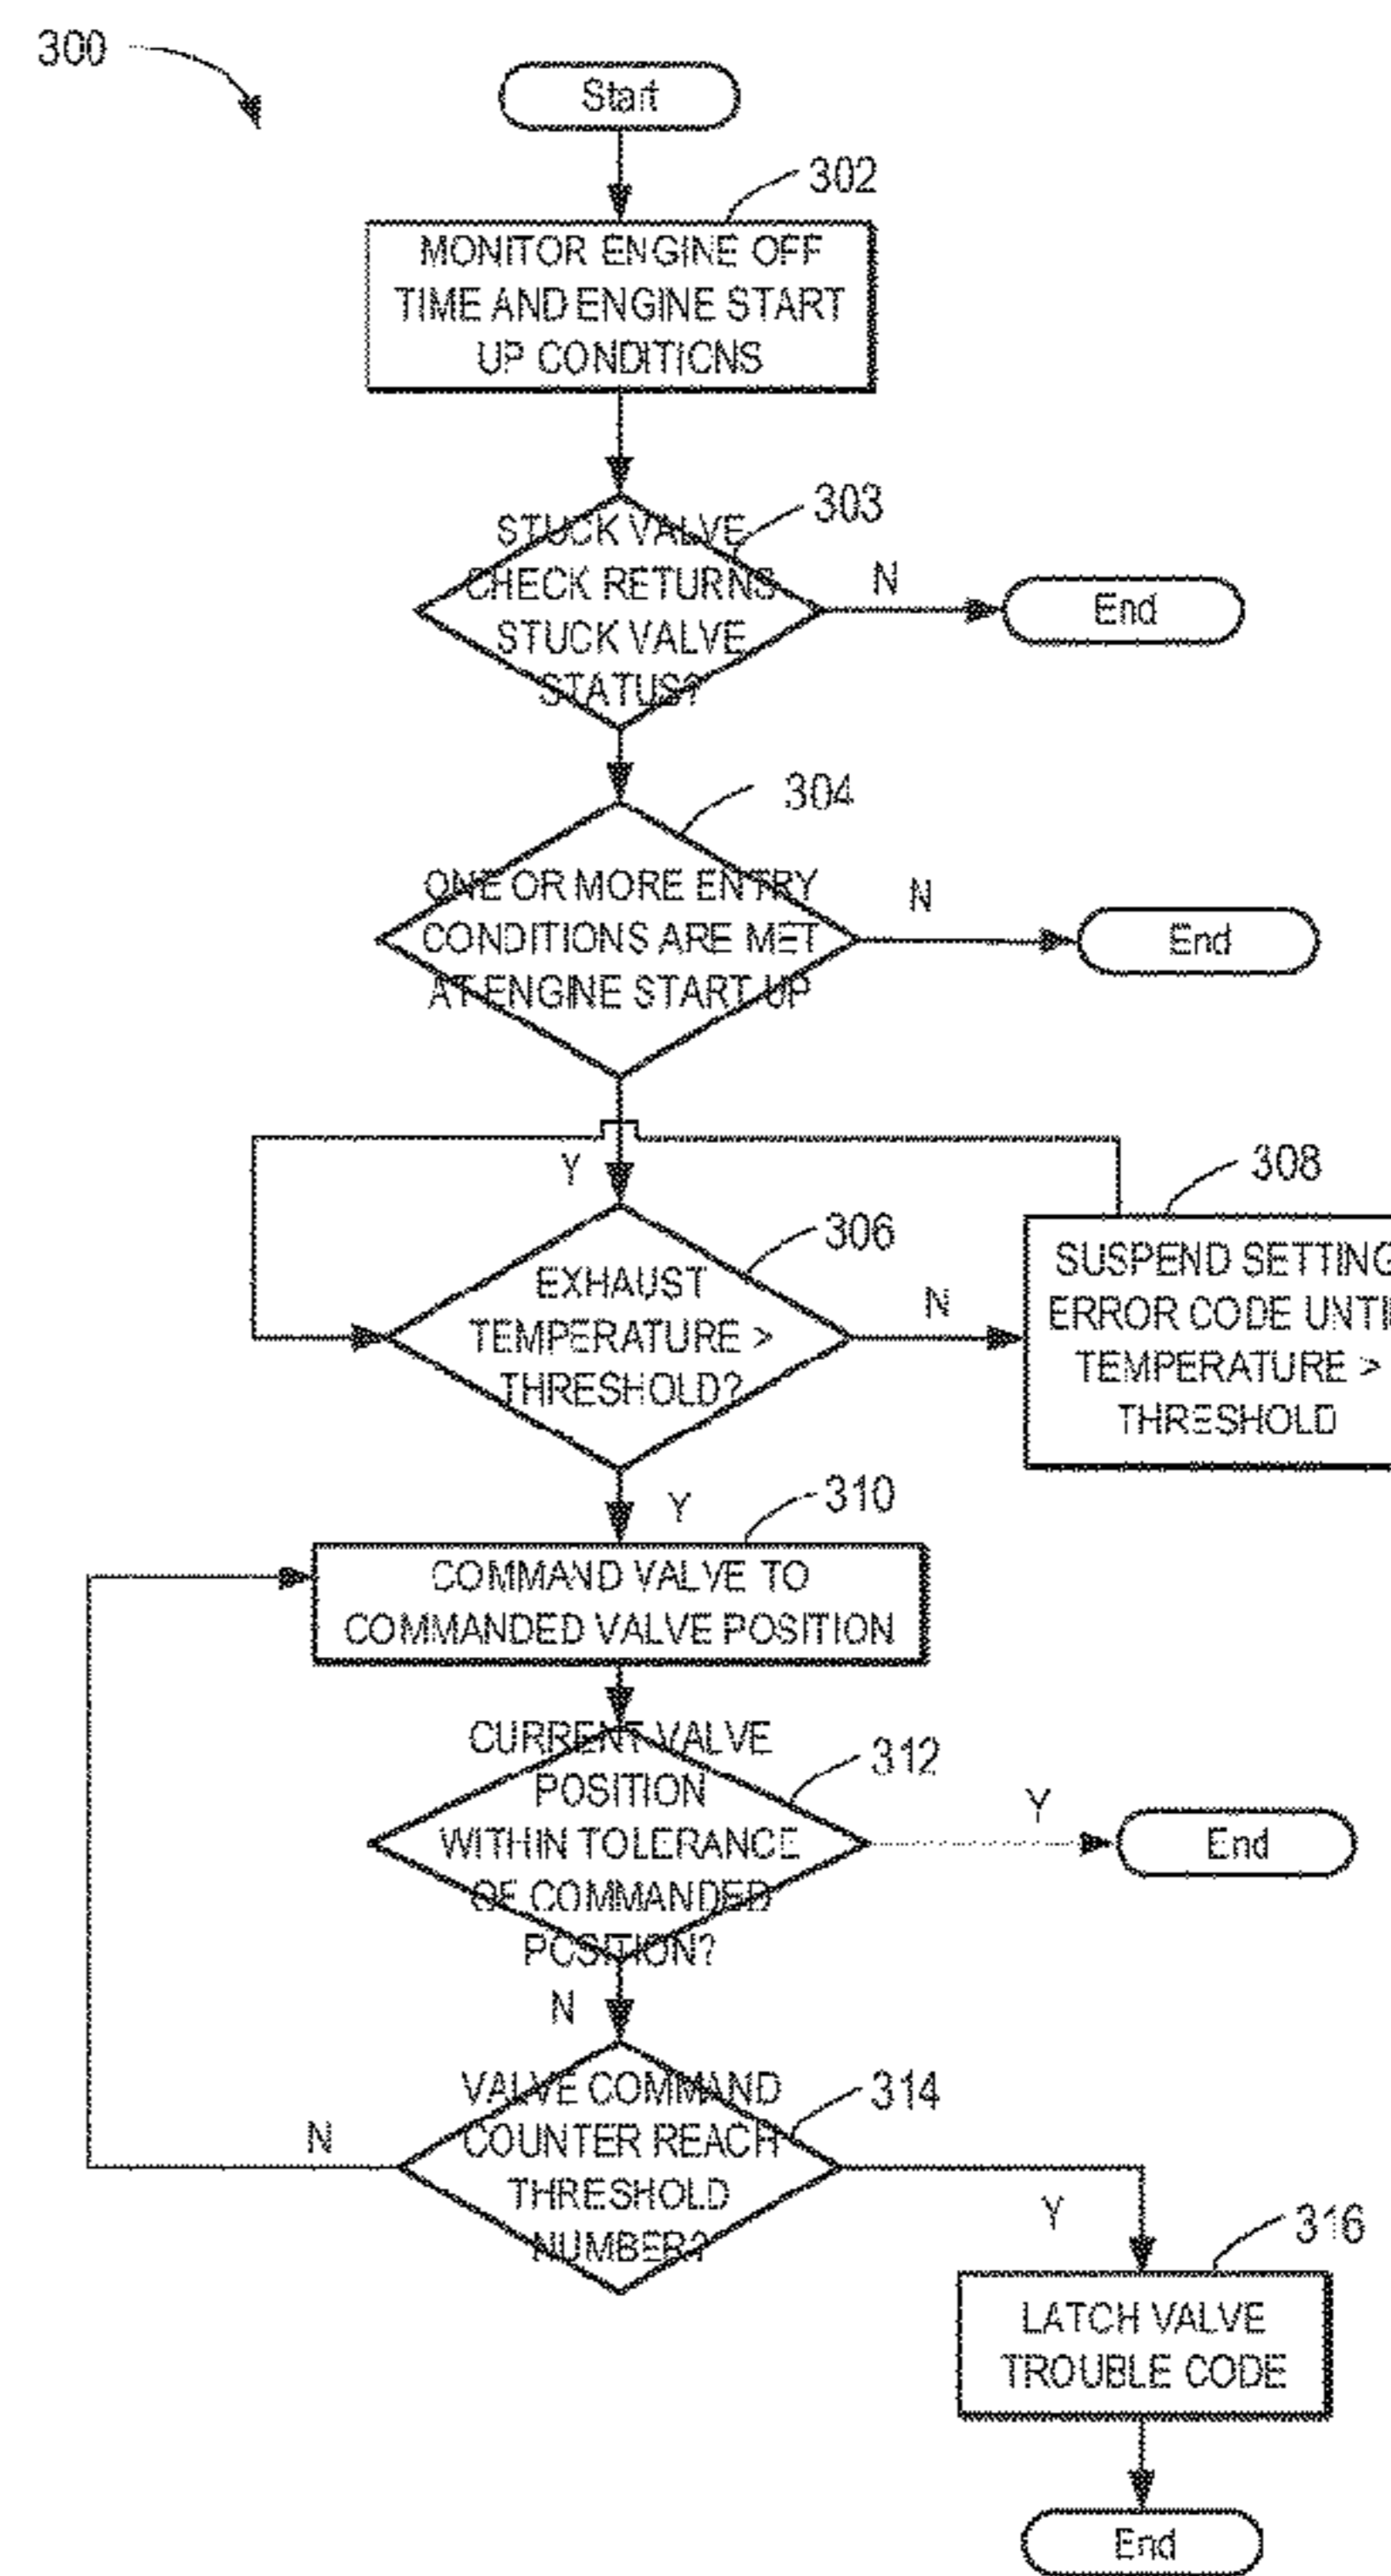 300
Start
302
MONITOR ENGINE OFF
TIME AND ENGINE START
UP CONDITIONS
303
STUCK VALVE
CHECK RETURNS
STUCK VALVE
STATUS?
N
End
304
ONE OR MORE ENTRY
CONDITIONS ARE MET
AT ENGINE START UP
N
End
Y
306
EXHAUST
TEMPERATURE >
THRESHOLD?
N
308
SUSPEND SETTING
ERROR CODE UNTIL
TEMPERATURE >
THRESHOLD
Y
310
COMMAND VALVE TO
COMMANDED VALVE POSITION
312
CURRENT VALVE
POSITION
WITHIN TOLERANCE
OF COMMANDED
POSITION?
Y
End
N
314
VALVE COMMAND
COUNTER REACH
THRESHOLD
NUMBER?
N
Y
316
LATCH VALVE
TROUBLE CODE
End